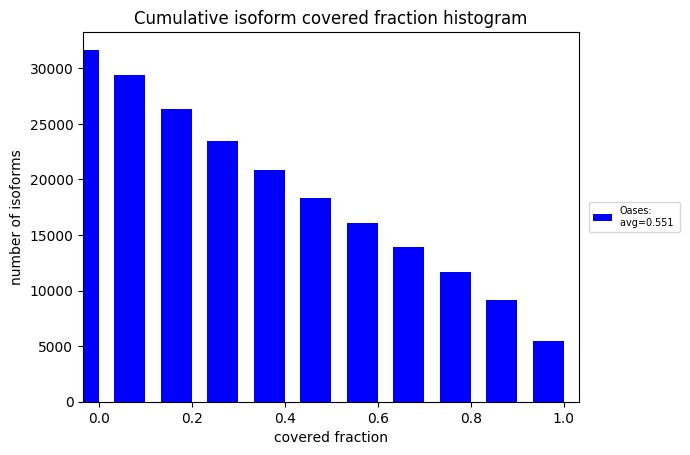 Cumulative isoform covered fraction histogram
number of isoforms
30000
25000
20000
15000
10000
5000
0
0.0 0.2 0.4 0.6 0.8 1.0
covered fraction
Oases:
avg=0.551